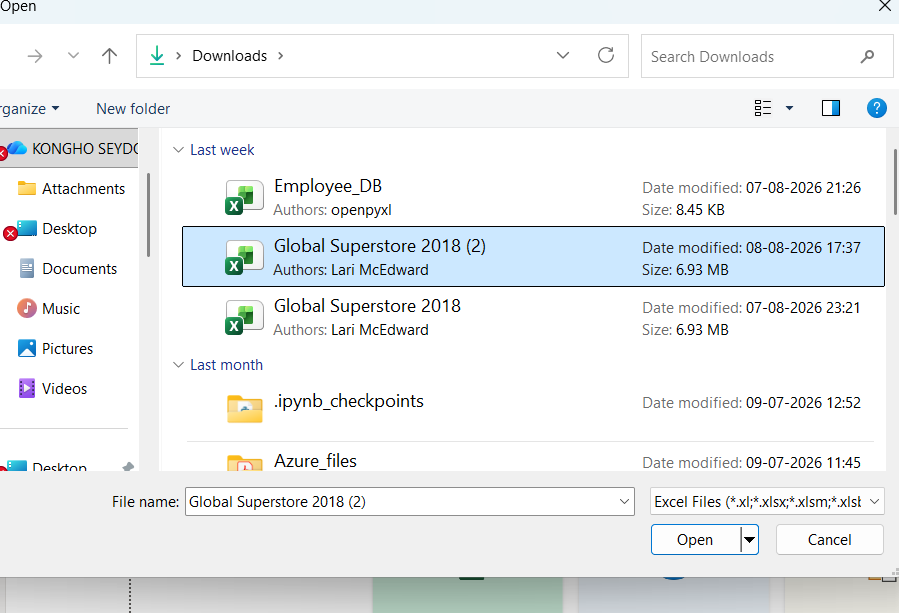 Open
Downloads
Search Downloads
rganize
New folder
?
KONGHO SEYDO
Attachments
Desktop
Documents
Music
Pictures
Videos
Desktop
Last week
Employee_DB
Authors: openpyxl
Date modified: 07-08-2026 21:26
Size: 8.45 KB
Global Superstore 2018 (2)
Authors: Lari McEdward
Date modified: 08-08-2026 17:37
Size: 6.93 MB
Global Superstore 2018
Authors: Lari McEdward
Date modified: 07-08-2026 23:21
Size: 6.93 MB
Last month
.ipynb_checkpoints
Date modified: 09-07-2026 12:52
Azure_files
Date modified: 09-07-2026 11:45
File name: Global Superstore 2018 (2)
Excel Files (*.xl;*.xlsx;*.xlsm;*.xlsb
Open
Cancel